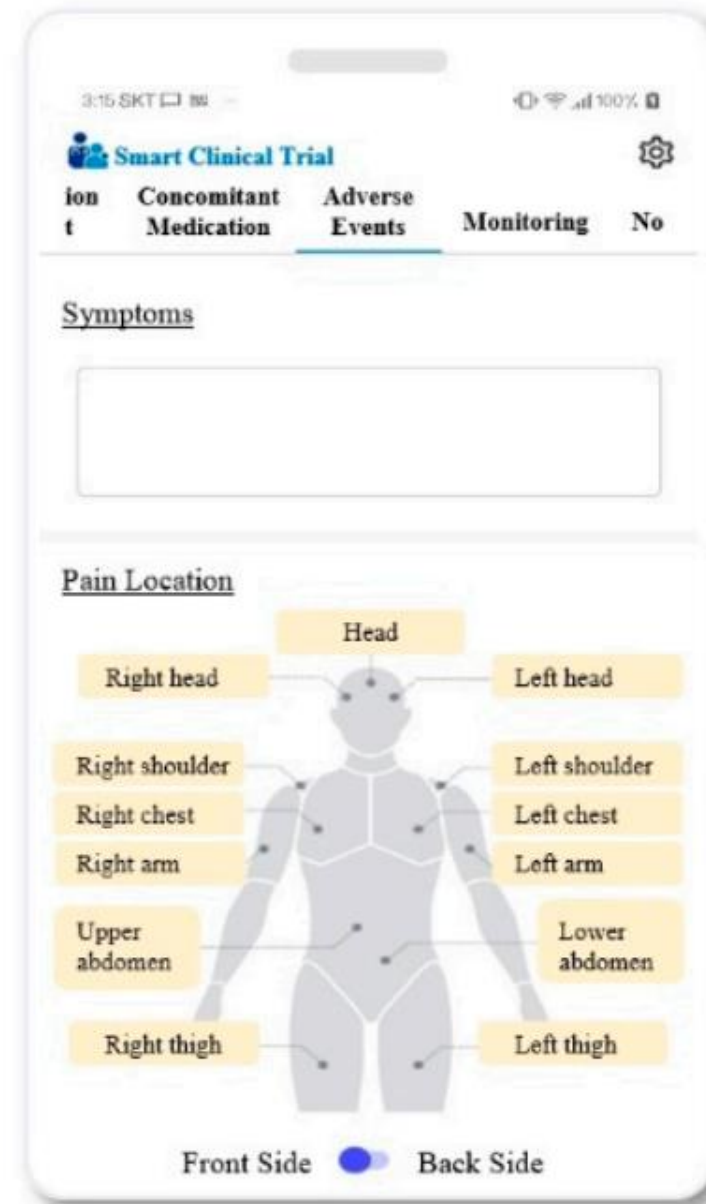 3:15 SKT
100%
Smart Clinical Trial
ion t
Concomitant Medication
Adverse Events
Monitoring
No
Symptoms
Pain Location
Head
Right head
Left head
Right shoulder
Left shoulder
Right chest
Left chest
Right arm
Left arm
Upper abdomen
Lower abdomen
Right thigh
Left thigh
Front Side
Back Side